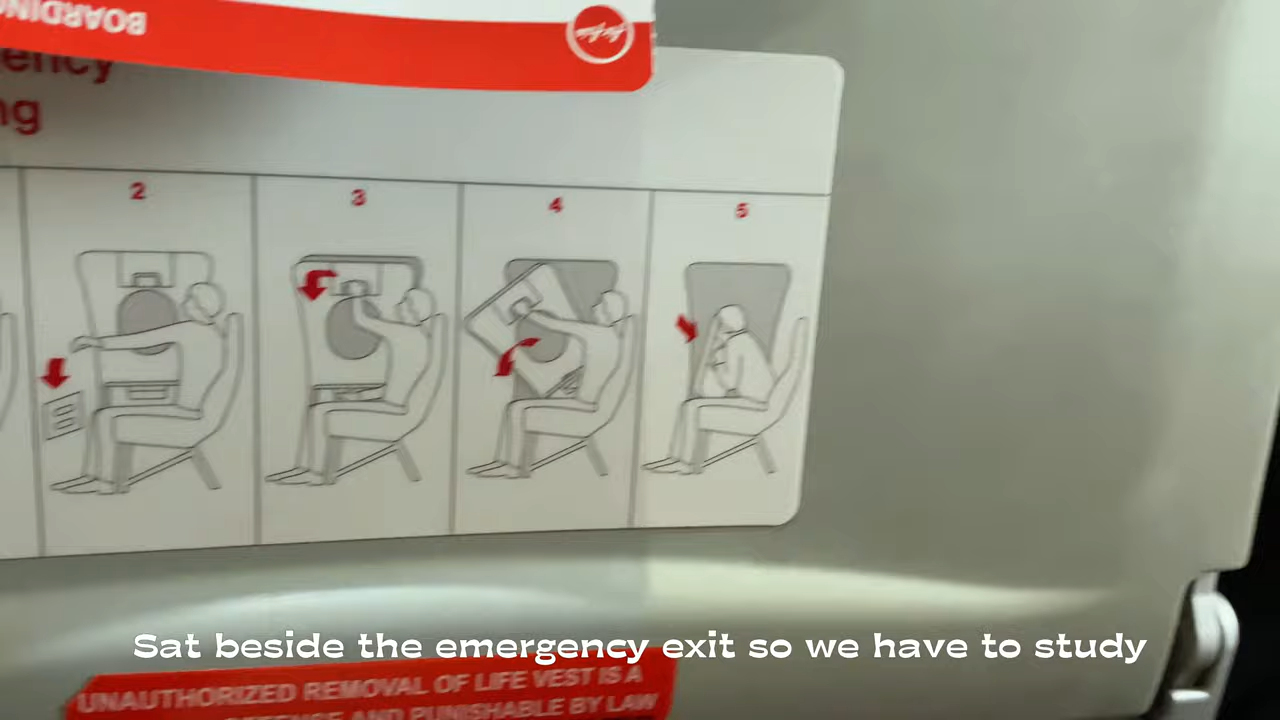 BOARDING
AirAsia
ency
ng
2
3
4
5
Sat beside the emergency exit so we have to study
UNAUTHORIZED REMOVAL OF LIFE VEST IS A
OFFENSE AND PUNISHABLE BY LAW